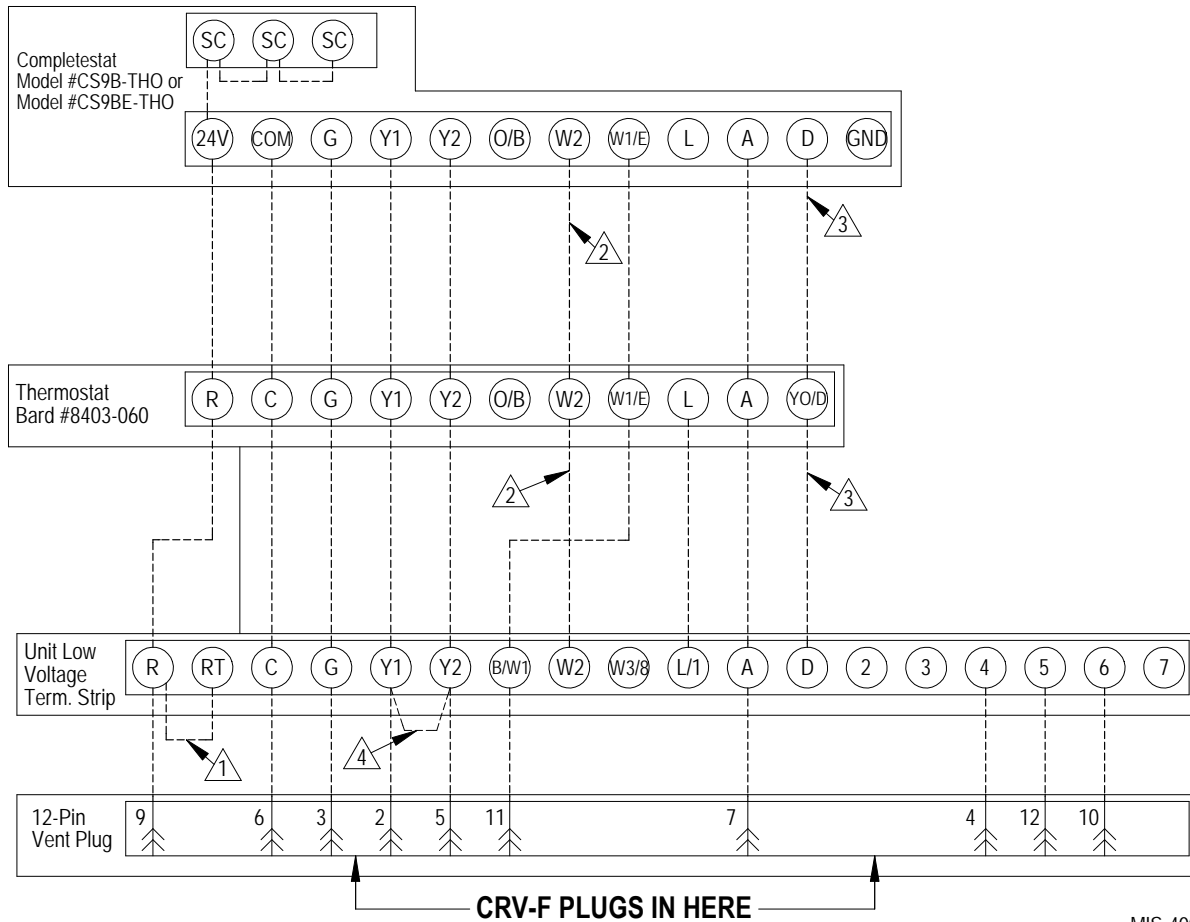 SC SC SC
Completestat
Model #CS9B-THO or
Model #CS9BE-THO
24V COM G Y1 Y2 O/B W2 W1/E L A D GND
3
2
Thermostat
Bard #8403-060
R C G Y1 Y2 O/B W2 W1/E L A YO/D
2 3
Unit Low
Voltage
Term. Strip
R RT C G Y1 Y2 B/W1 W2 W3/8 L/1 A D 2 3 4 5 6 7
1 4
12-Pin
Vent Plug
9 6 3 2 5 11 7 4 12 10
CRV-F PLUGS IN HERE